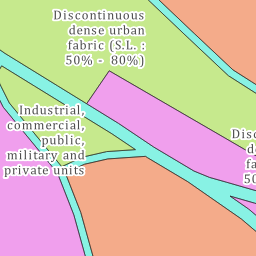 Discontinuous
dense urban
fabric (S.L. :
50% - 80%)
Industrial,
commercial,
public,
military and
private units